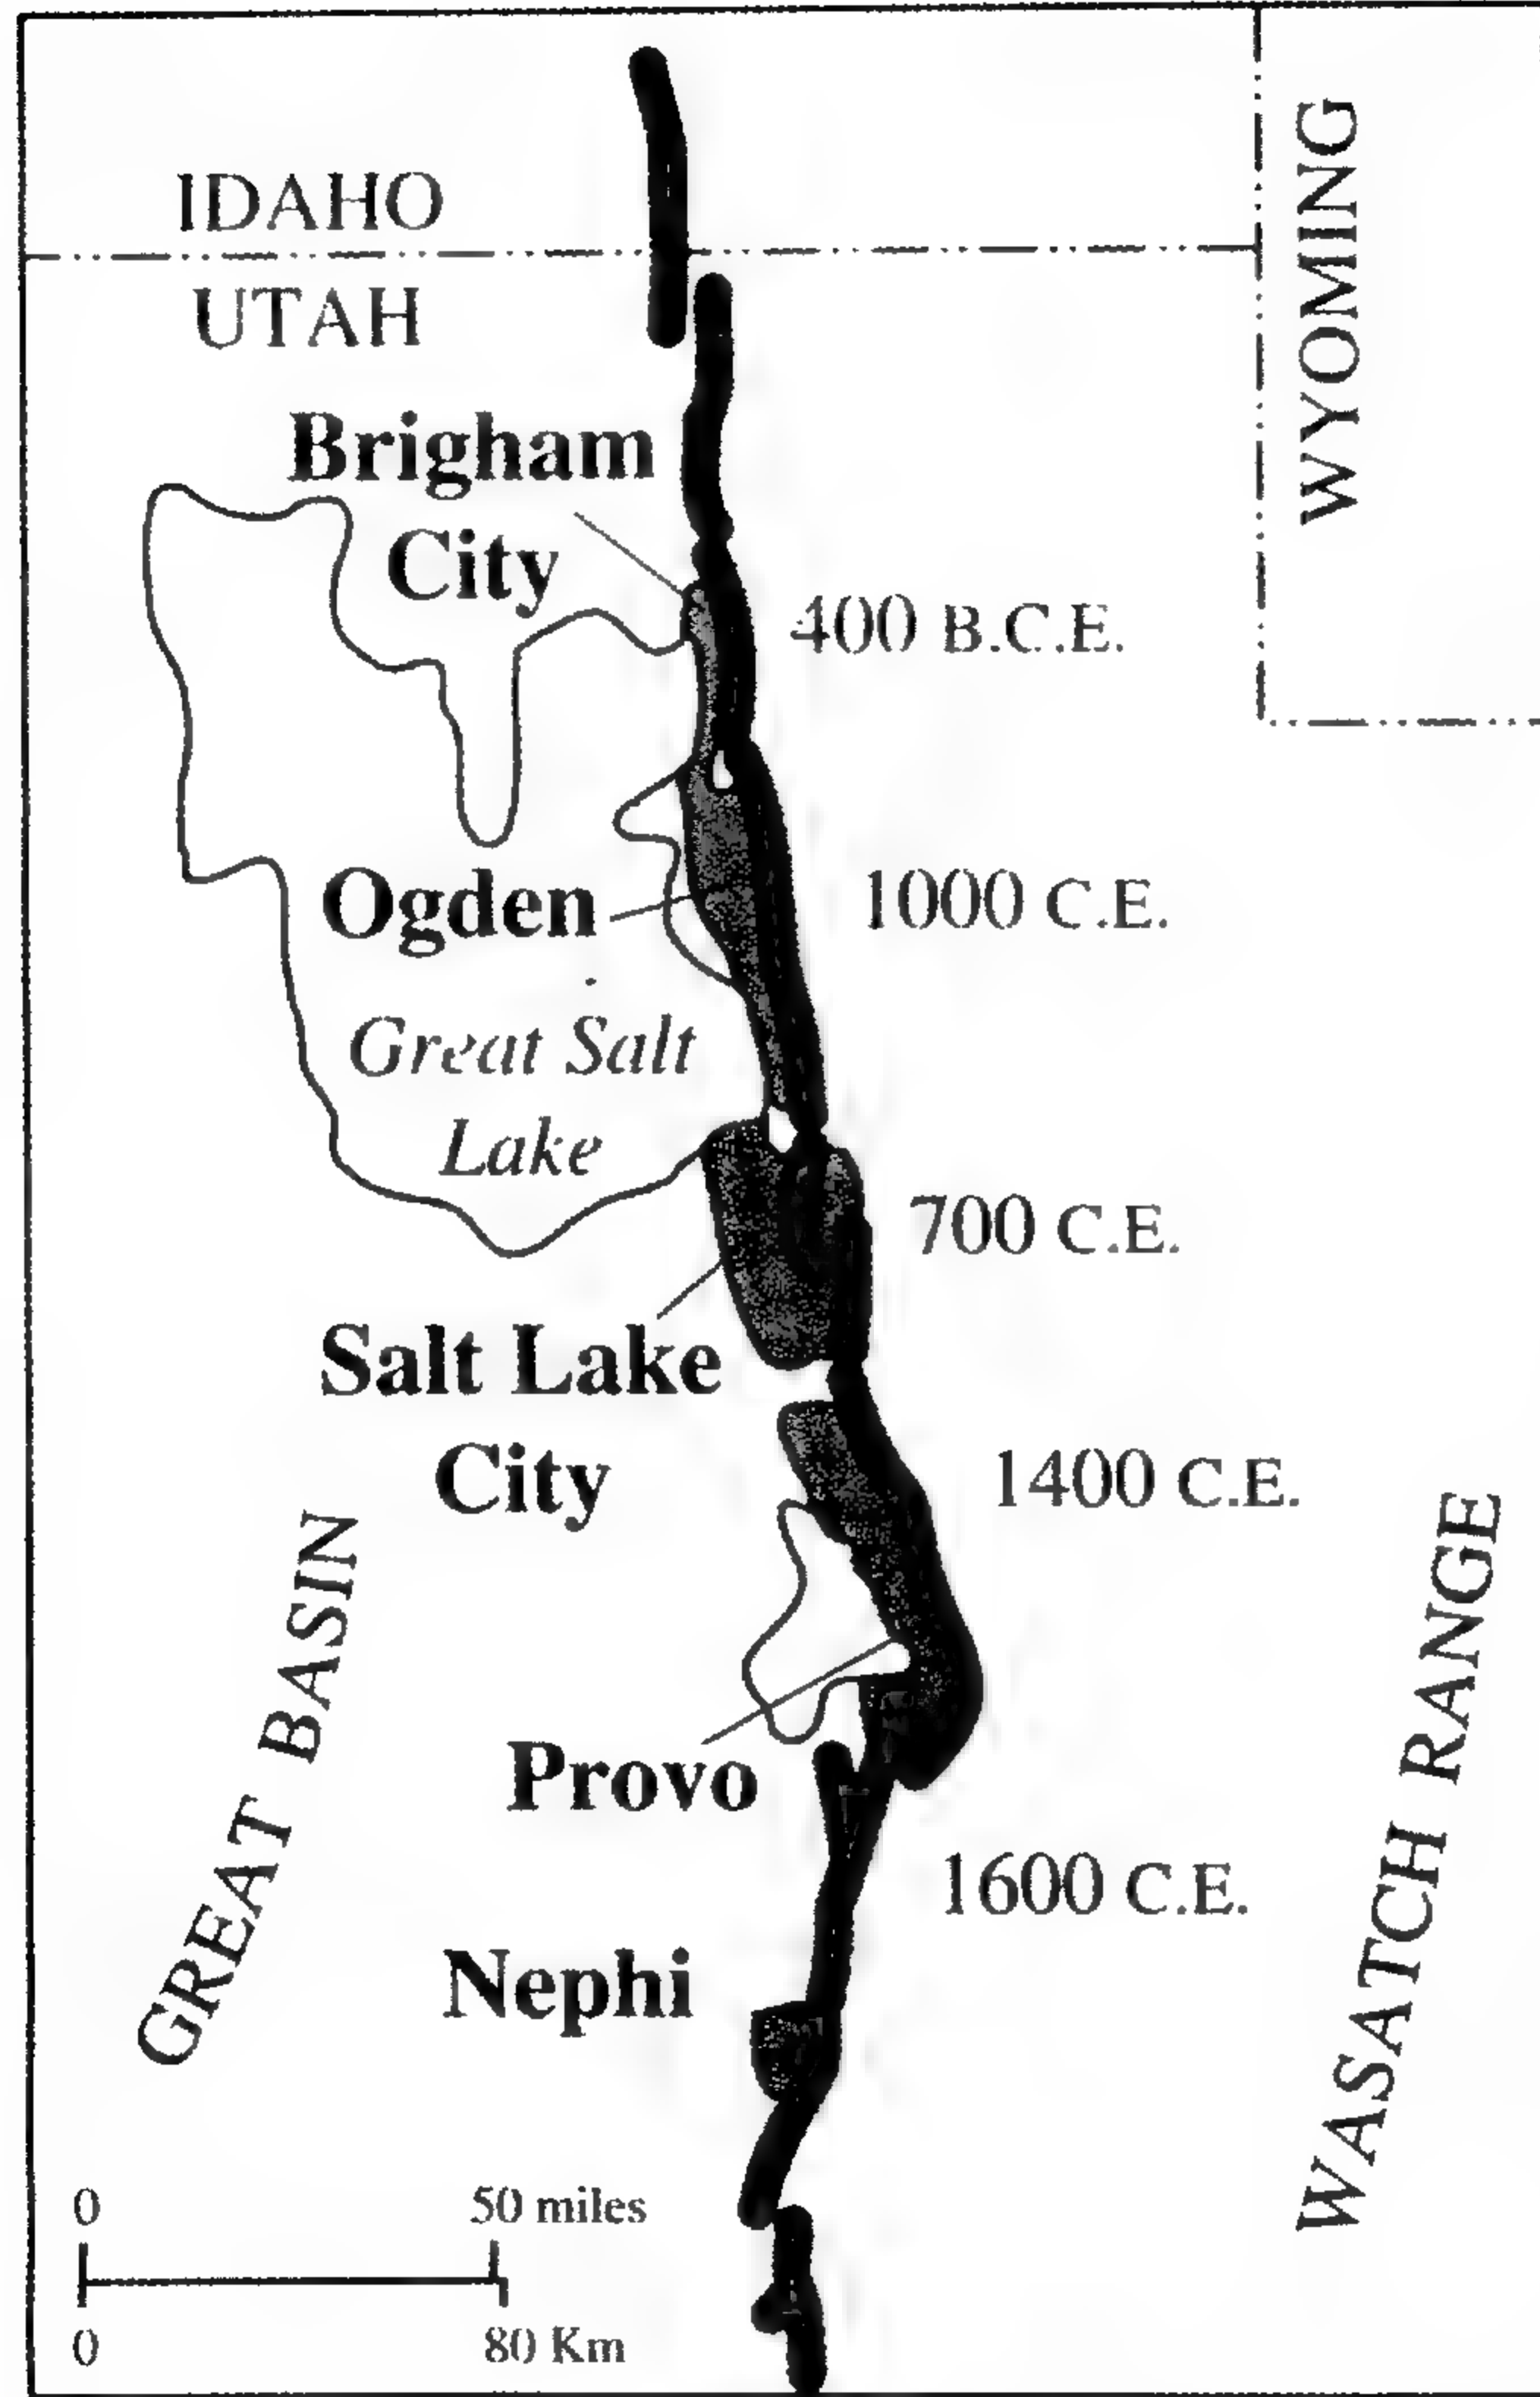 IDAHO
WYOMING
UTAH
Brigham
City
400 B.C.E.
Ogden
1000 C.E.
Great Salt
Lake
700 C.E.
Salt Lake
City
1400 C.E.
GREAT BASIN
WASATCH RANGE
Provo
1600 C.E.
Nephi
0 50 miles
0 80 Km